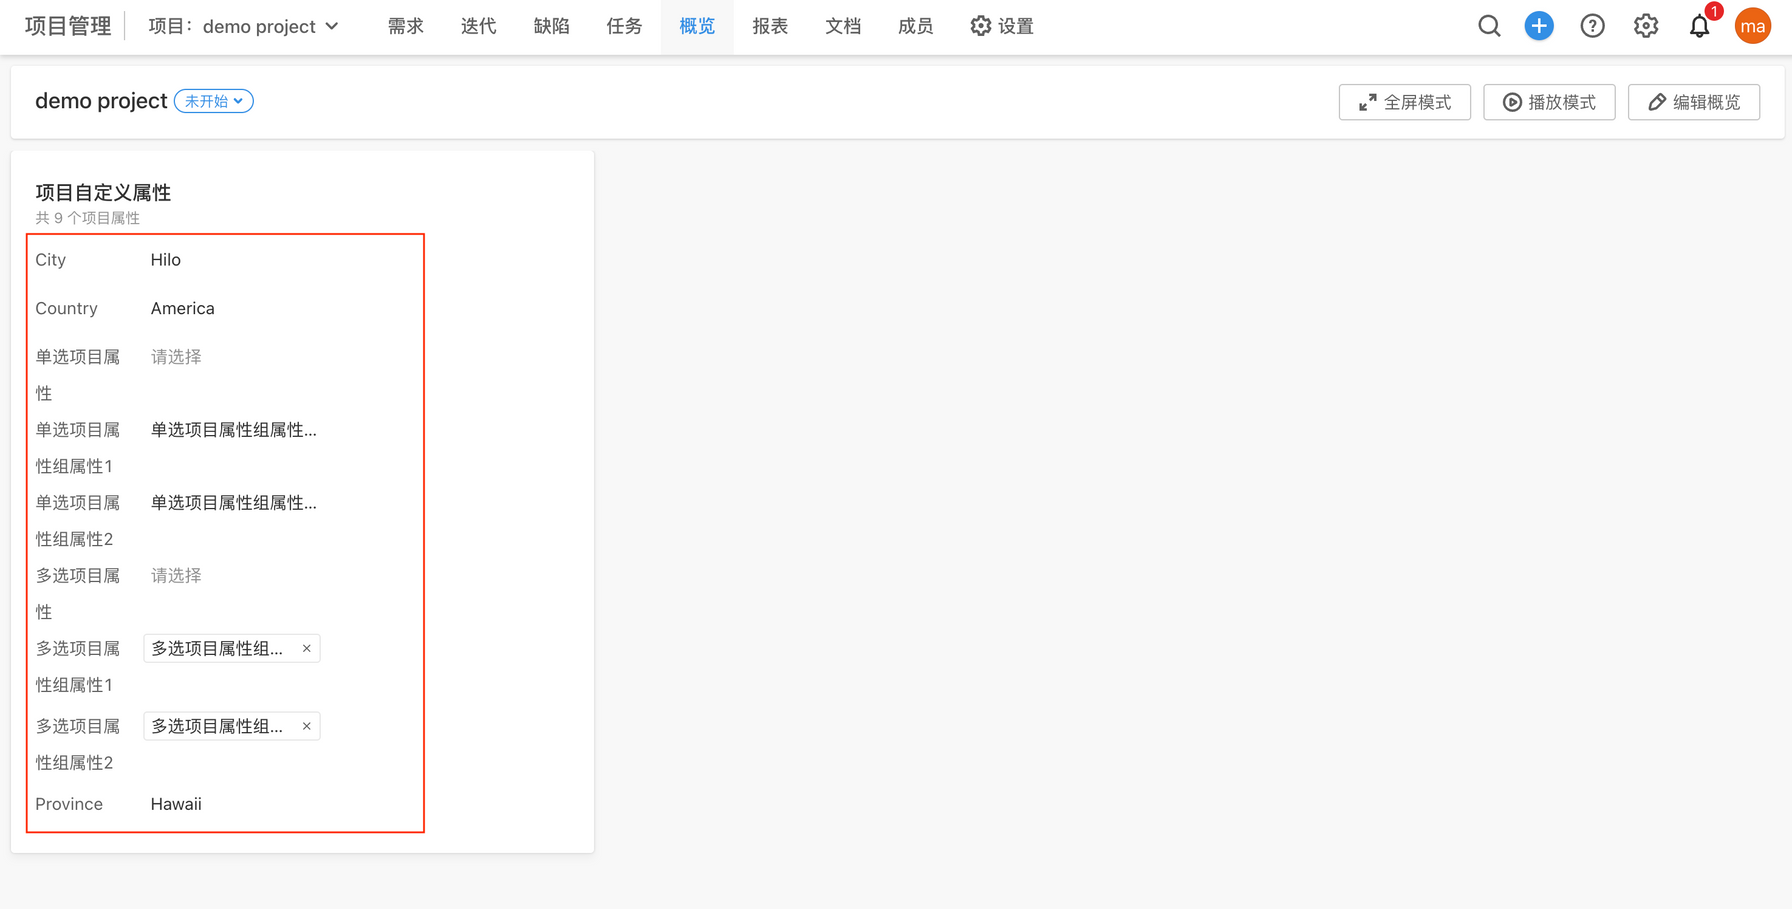 项目管理 项目：demo project 需求 迭代 缺陷 任务 概览 报表 文档 成员 设置 1 ma
demo project 未开始 全屏模式 播放模式 编辑概览
项目自定义属性
共 9 个项目属性
City Hilo
Country America
单选项目属 请选择
性
单选项目属 单选项目属性组属性...
性组属性1
单选项目属 单选项目属性组属性...
性组属性2
多选项目属 请选择
性
多选项目属 多选项目属性组... ×
性组属性1
多选项目属 多选项目属性组... ×
性组属性2
Province Hawaii